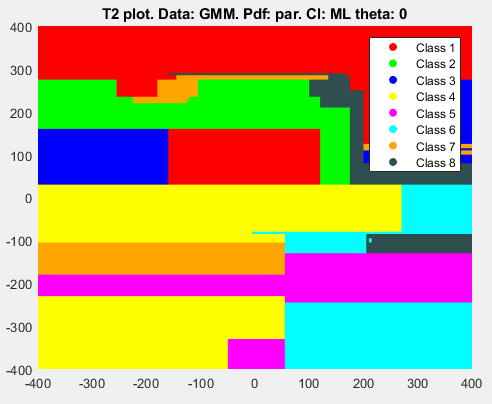 T2 plot. Data: GMM. Pdf: par. Cl: ML theta: 0
400
300
200
100
0
-100
-200
-300
-400
Class 1
Class 2
Class 3
Class 4
Class 5
Class 6
Class 7
Class 8
-400 -300 -200 -100 0 100 200 300 400